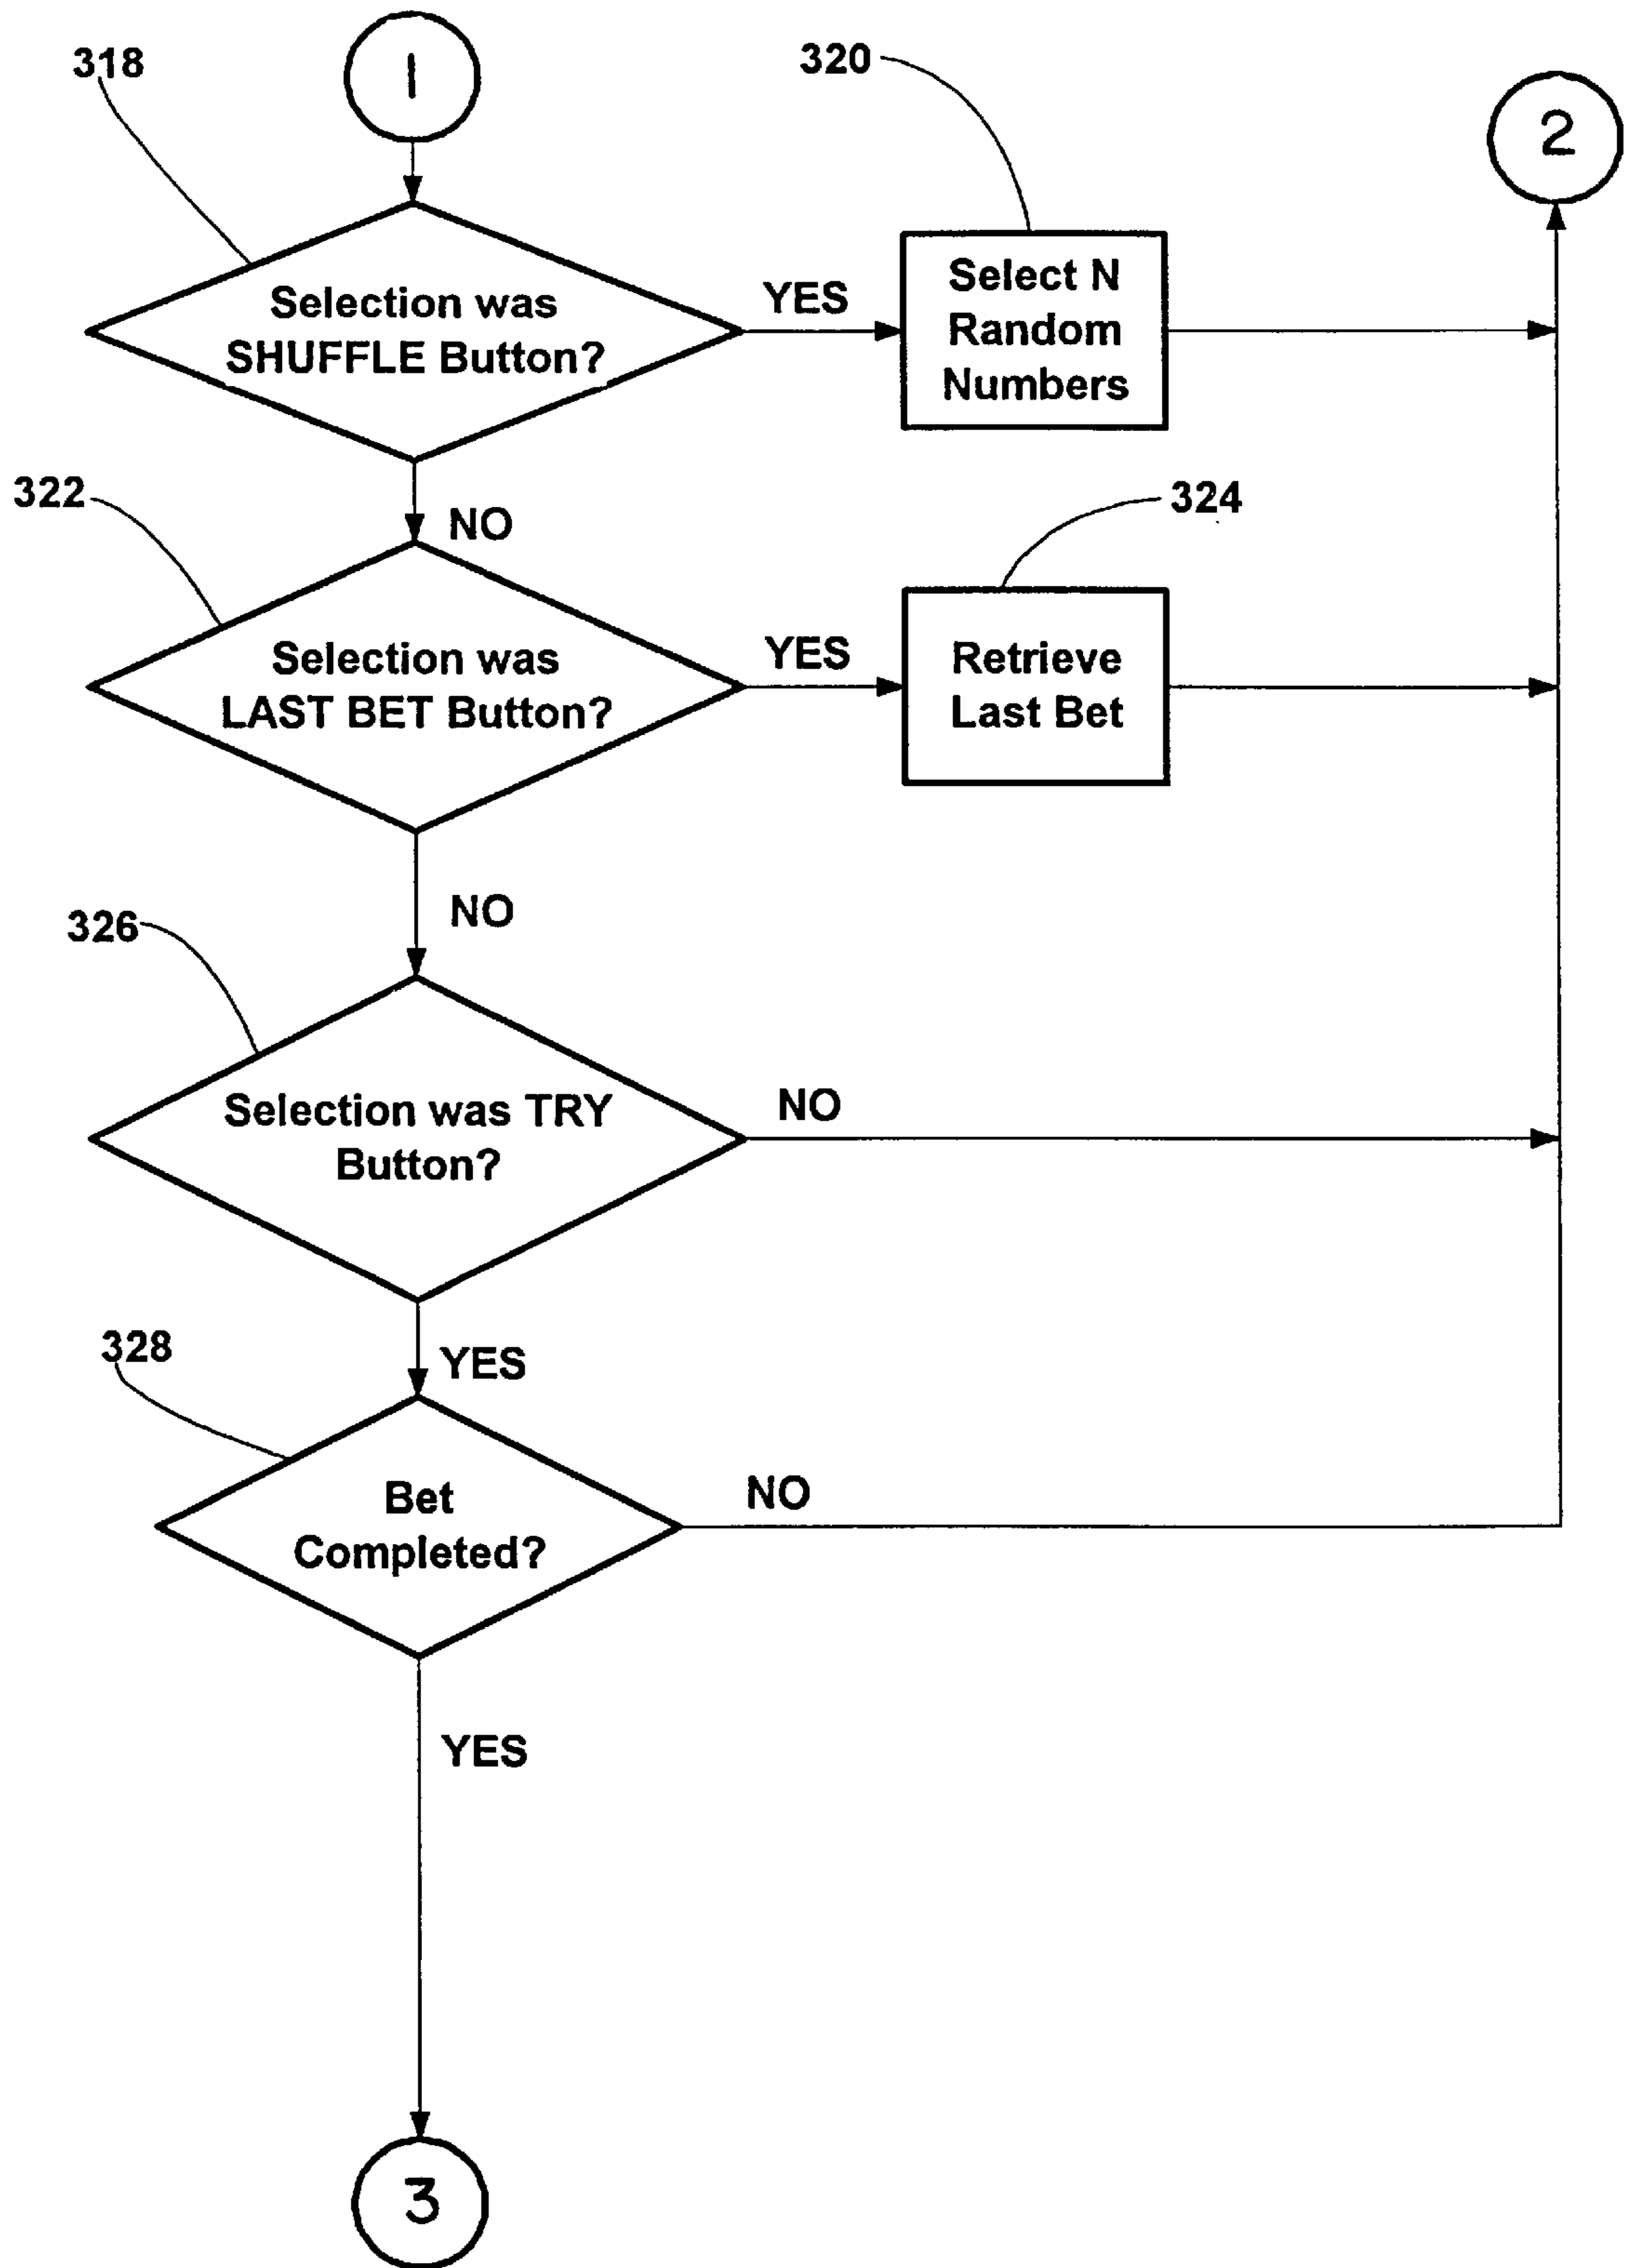 318
1
320
2
Selection was
SHUFFLE Button?
YES
Select N
Random
Numbers
322
NO
324
Selection was
LAST BET Button?
YES
Retrieve
Last Bet
326
NO
Selection was TRY
Button?
NO
328
YES
Bet
Completed?
NO
YES
3